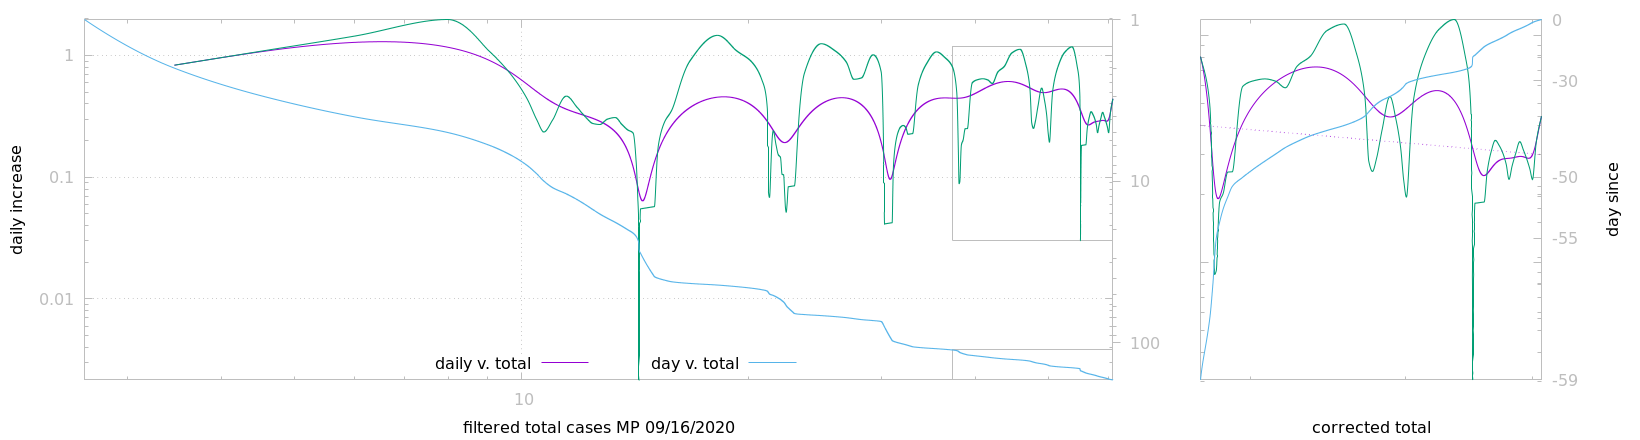 1
0.1
0.01
daily increase
daily v. total
day v. total
10
filtered total cases MP 09/16/2020
1
10
100
0
-30
-50
-55
-59
day since
corrected total